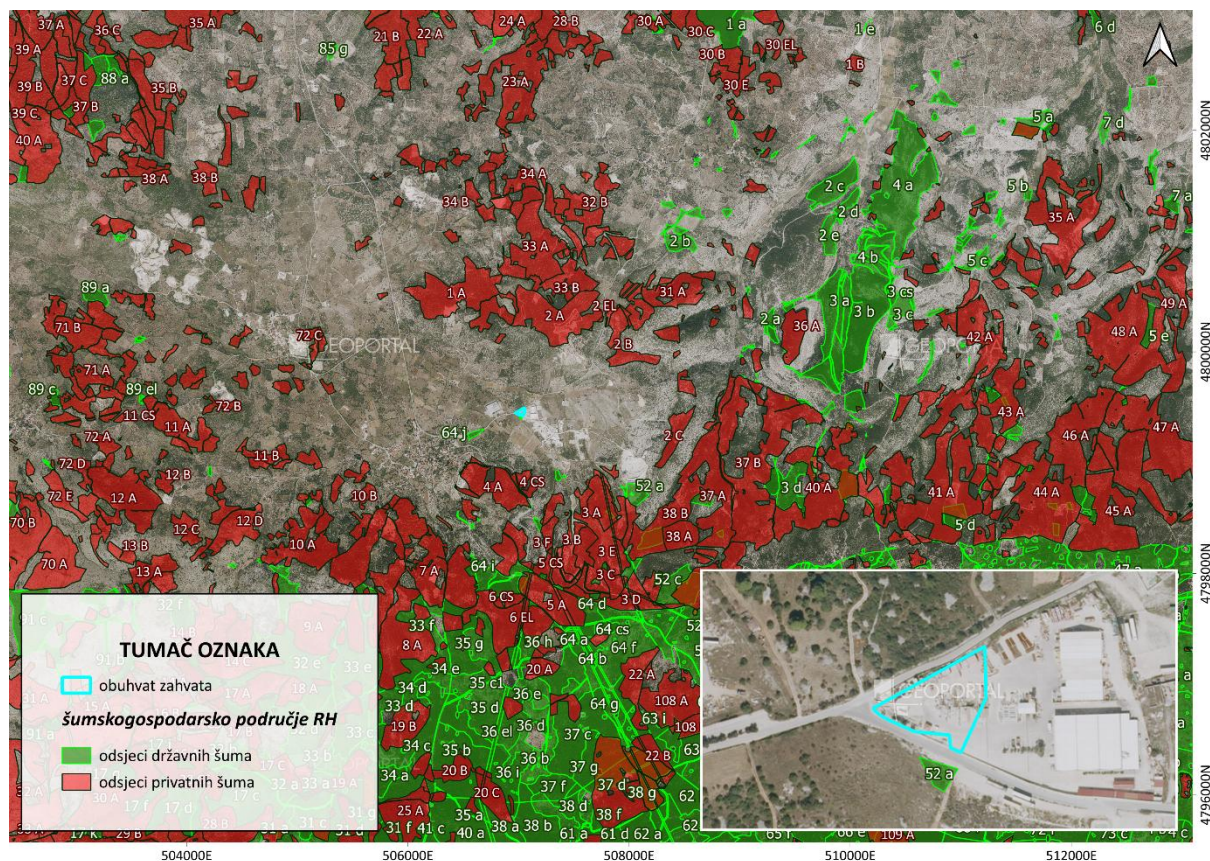 37 A
36 C
35 A
21 B
22 A
24 A
28 B
30 A
30 C
1 a
1 e
6 d
39 A
37 C
88 a
85 g
30 B
30 EL
1 B
39 B
37 B
35 B
23 A
30 E
39 C
40 A
5 a
7 d
4802000N
38 A
38 B
34 A
34 B
32 B
2 c
4 a
5 b
7 a
2 d
35 A
33 A
2 b
2 e
4 b
5 c
89 a
1 A
33 B
31 A
3 cs
3 a
3 b
3 c
49 A
71 B
2 A
2 EL
2 a
36 A
48 A
5 e
72 C
GEOPORTAL
2 B
GEOPORTAL
42 A
4800000N
71 A
89 c
89 el
72 B
11 CS
11 A
64 j
2 C
43 A
46 A
47 A
72 A
72 D
11 B
37 B
12 B
4 A
4 CS
52 a
3 d
40 A
41 A
44 A
72 E
12 A
10 B
37 A
45 A
70 B
12 C
12 D
3 A
38 B
5 d
13 B
10 A
3 F
3 B
3 E
38 A
70 A
13 A
7 A
64 i
5 CS
3 C
52 c
4798000N
6 CS
5 A
64 d
3 D
33 f
6 EL
8 A
35 g
36 h
64 a
64 cs
64 f
34 e
64 b
20 A
22 A
34 d
35 c1
36 e
33 d
35 d
64 g
108 A
19 B
36 d
63 i
108
36 el
37 c
34 c
35 b
36 b
22 B
34 a
20 B
36 i
37 g
37 d
20 C
37 f
38 g
25 A
35 a
38 d
38 f
31 f
41 c
40 a
38 a
38 b
61 a
61 d
62 a
TUMAČ OZNAKA
obuhvat zahvata
šumskogospodarsko područje RH
odsjeci državnih šuma
odsjeci privatnih šuma
GEOPORTAL
52 a
4796000N
109 A
504000E
506000E
508000E
510000E
512000E